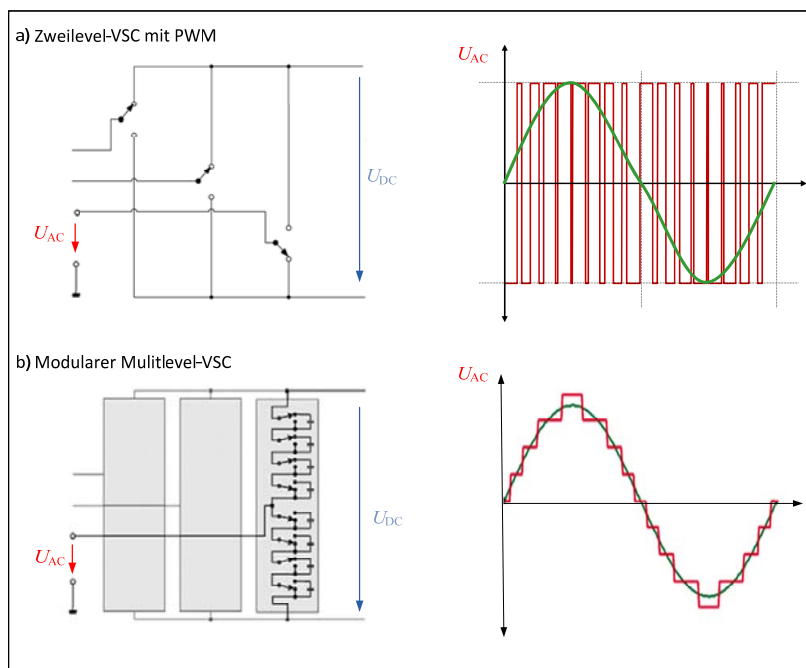 a) Zweilevel-VSC mit PWM
U_AC
U_DC
U_AC
b) Modularer Mulitlevel-VSC
U_AC
U_DC
U_AC